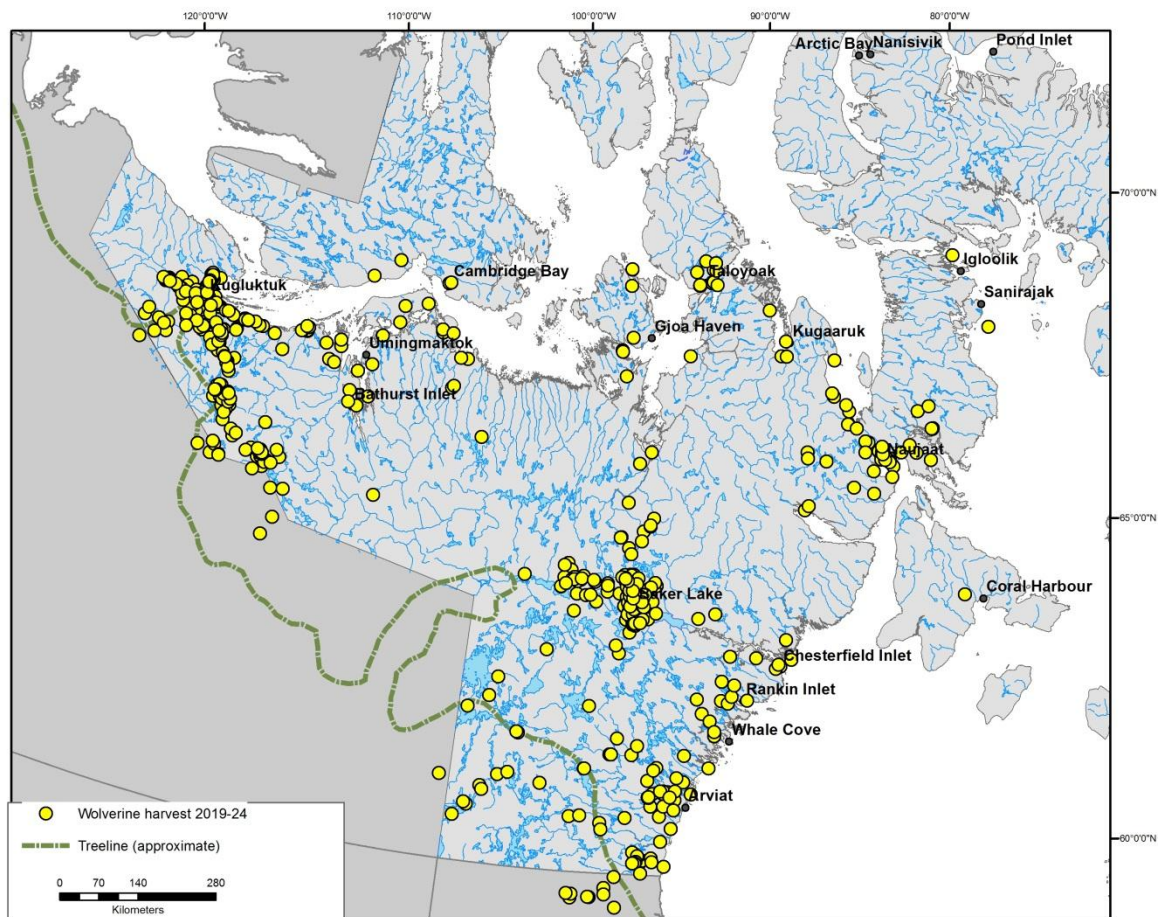 120°0'0"W 110°0'0"W 100°0'0"W 90°0'0"W 80°0'0"W
Arctic Bay Nanisivik Pond Inlet
70°0'0"N
Igloolik
Taloyoak
Cambridge Bay
Kugluktuk
Sanirajak
Gjoa Haven Kugaaruk
Umingmaktok
Bathurst Inlet
Naujaat
65°0'0"N
Coral Harbour
Baker Lake
Chesterfield Inlet
Rankin Inlet
Whale Cove
Arviat
60°0'0"N
Wolverine harvest 2019-24
Treeline (approximate)
0 70 140 280
Kilometers